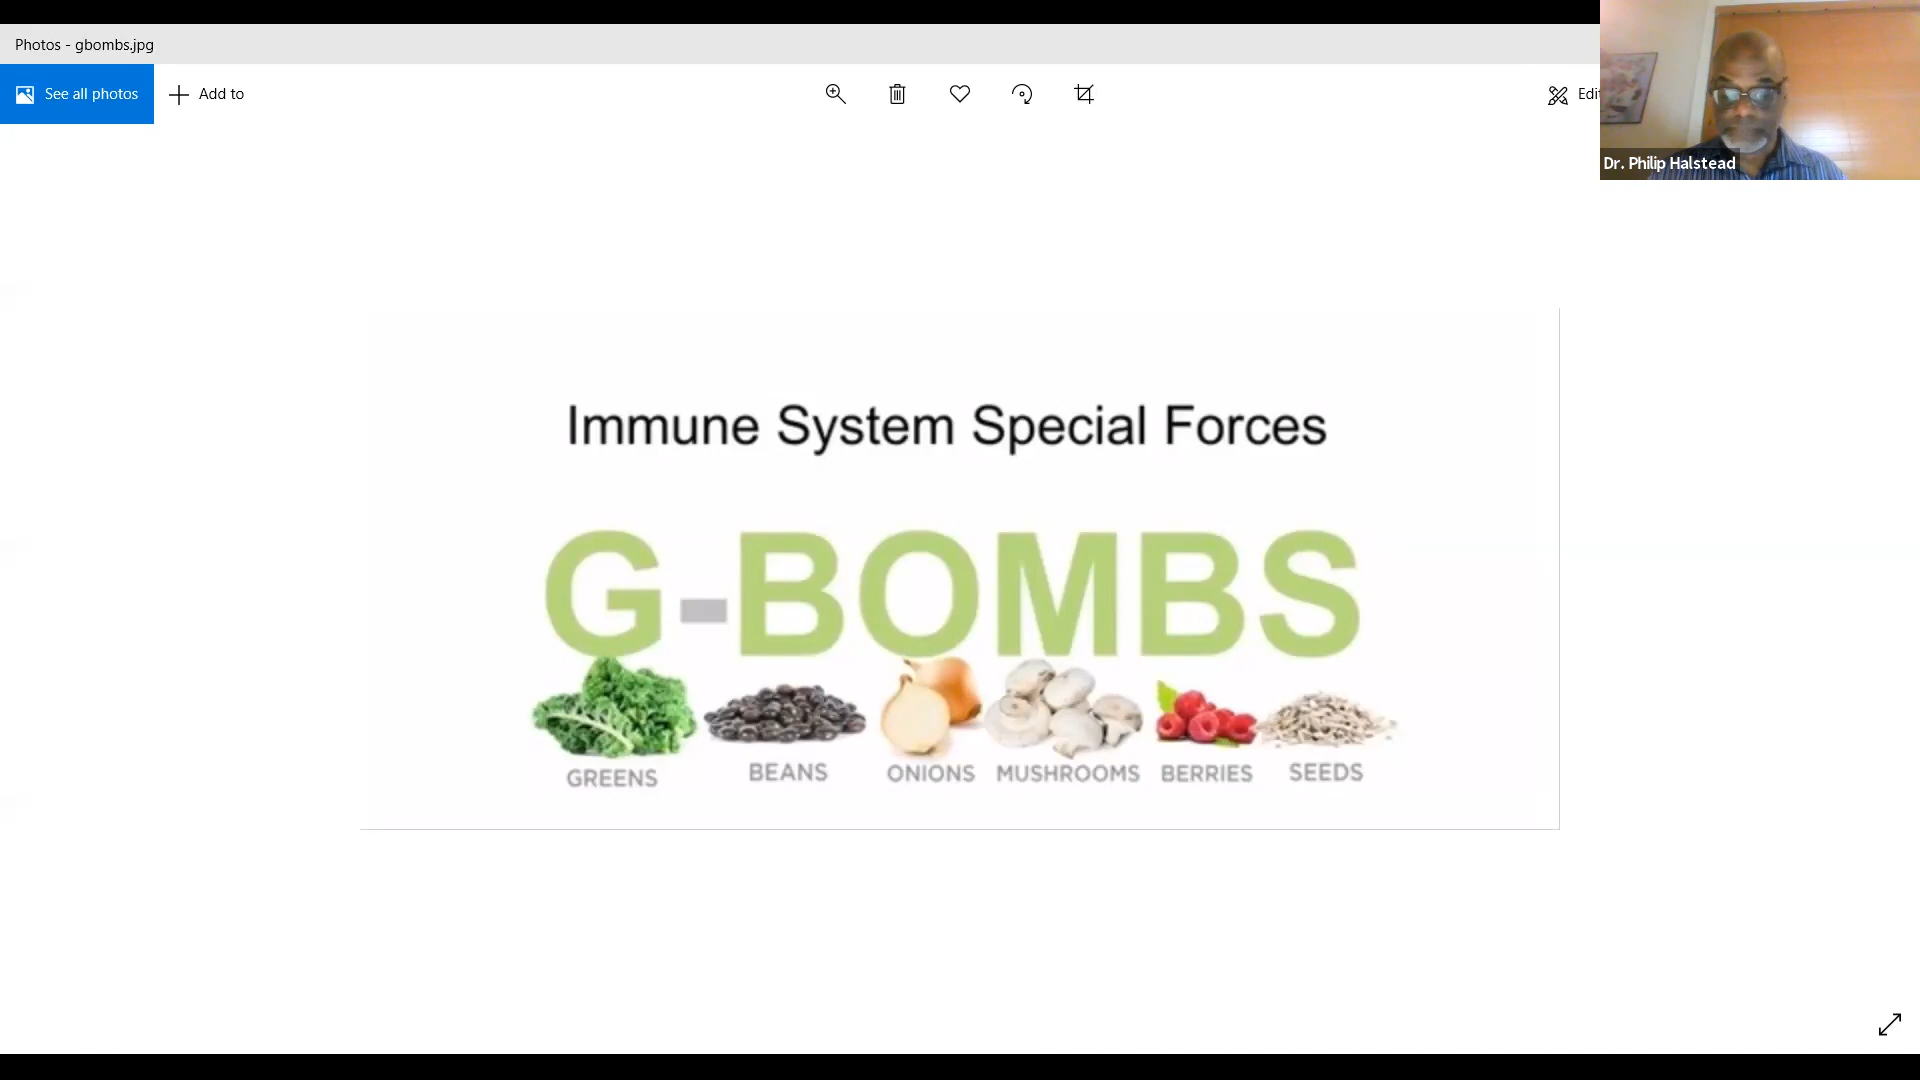 Photos - gbombs.jpg
See all photos
Add to
Edit
Dr. Philip Halstead
Immune System Special Forces
G-BOMBS
GREENS BEANS ONIONS MUSHROOMS BERRIES SEEDS